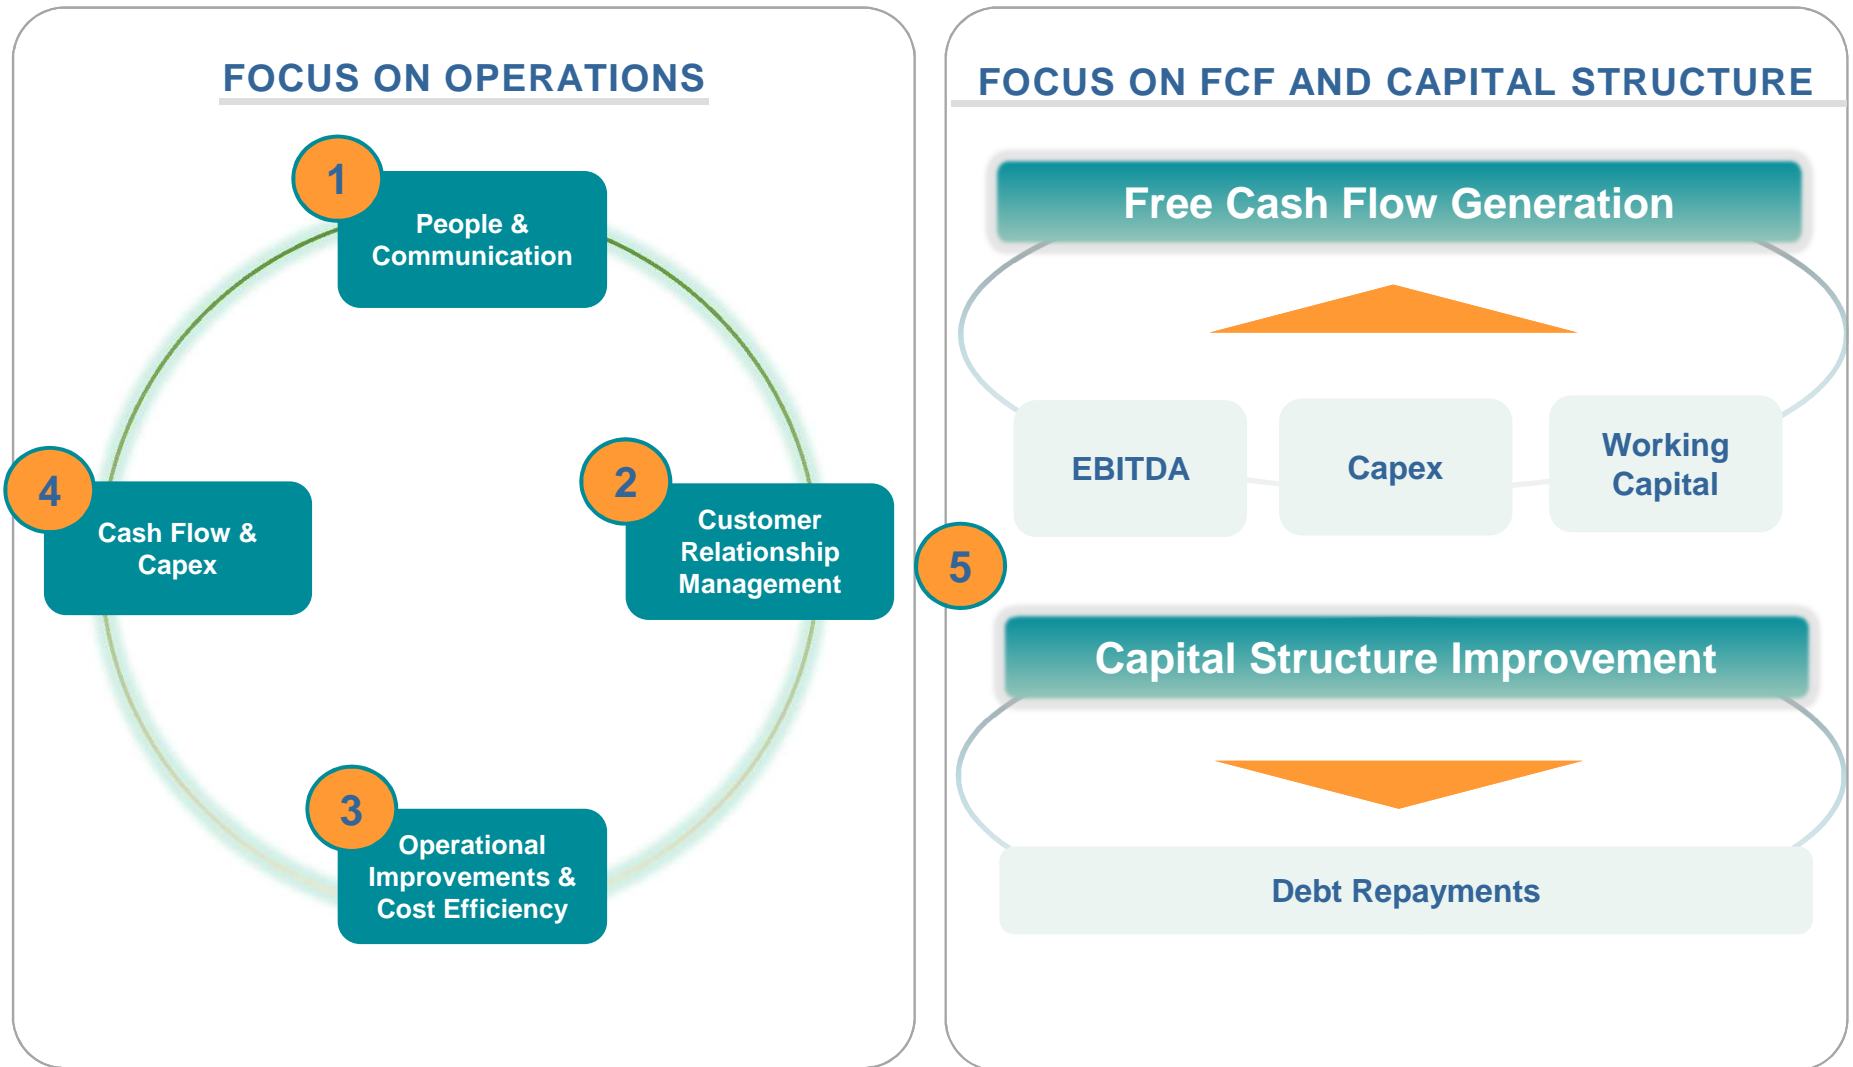 FOCUS ON OPERATIONS
1
People &
Communication
2
Customer
Relationship
Management
3
Operational
Improvements &
Cost Efficiency
4
Cash Flow &
Capex
5
FOCUS ON FCF AND CAPITAL STRUCTURE
Free Cash Flow Generation
EBITDA
Capex
Working
Capital
Capital Structure Improvement
Debt Repayments